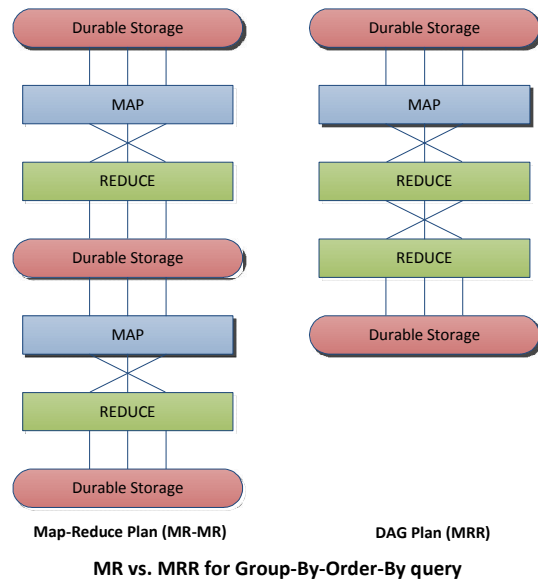 Durable Storage
MAP
REDUCE
Durable Storage
MAP
REDUCE
Durable Storage
Map-Reduce Plan (MR-MR)
Durable Storage
MAP
REDUCE
REDUCE
Durable Storage
DAG Plan (MRR)
MR vs. MRR for Group-By-Order-By query